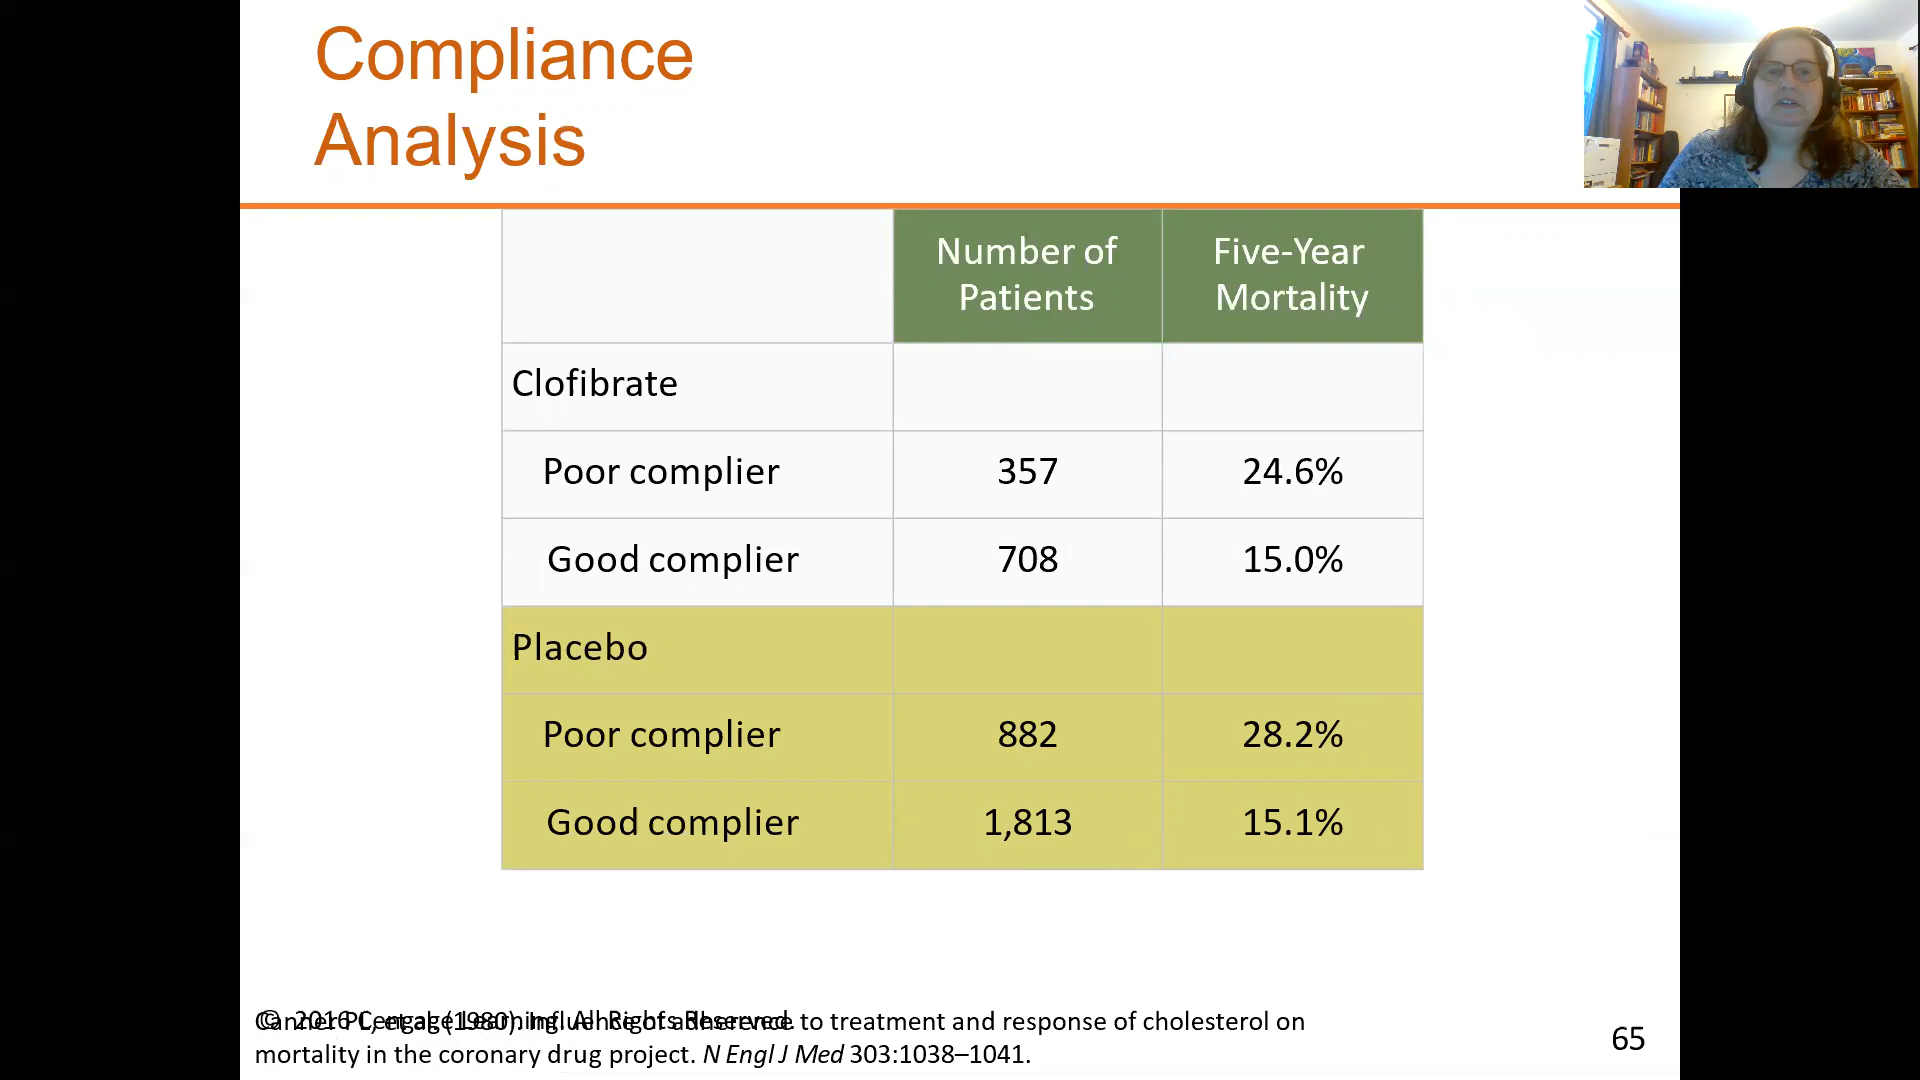 Compliance
Analysis
Number of
Patients
Five-Year
Mortality
Clofibrate
Poor complier 357 24.6%
Good complier 708 15.0%
Placebo
Poor complier 882 28.2%
Good complier 1,813 15.1%
© 2016 Cengage Learning. All Rights Reserved.
Canner PL, et al. (1980). Influence of adherence to treatment and response of cholesterol on
mortality in the coronary drug project. N Engl J Med 303:1038–1041.
65